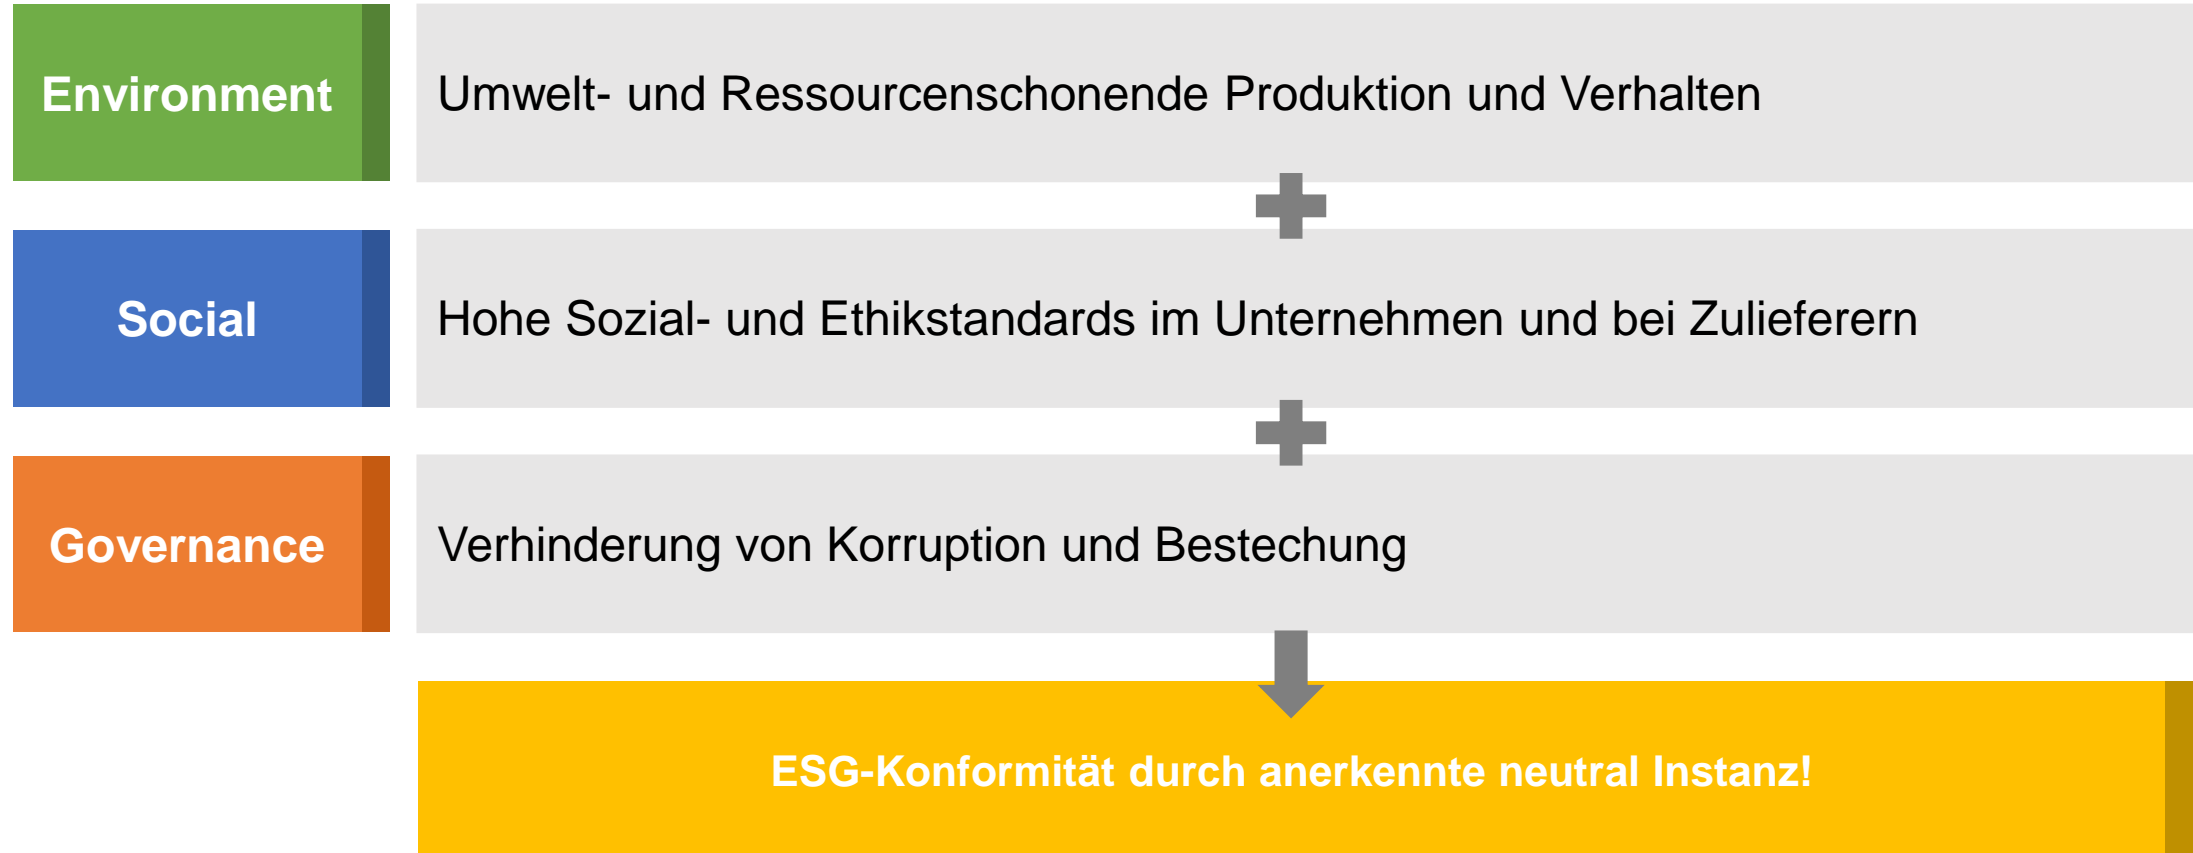 Environment
Umwelt- und Ressourcenschonende Produktion und Verhalten
Social
Hohe Sozial- und Ethikstandards im Unternehmen und bei Zulieferern
Governance
Verhinderung von Korruption und Bestechung
ESG-Konformität durch anerkennte neutral Instanz!